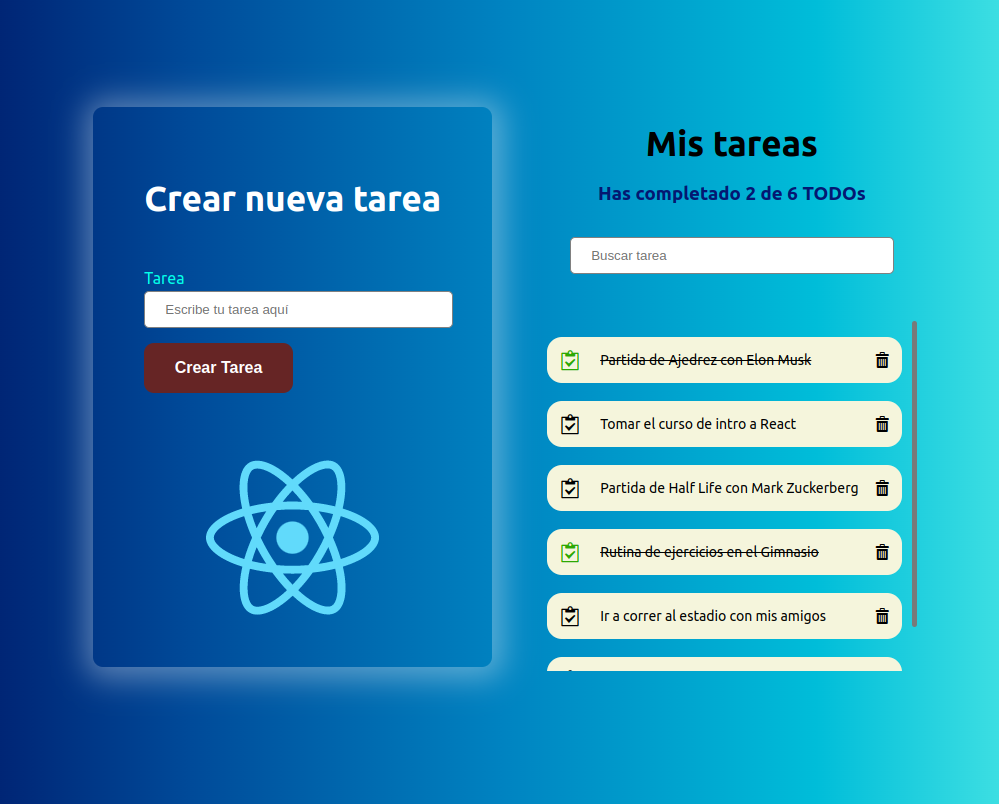 Crear nueva tarea
Tarea
Escribe tu tarea aquí
Crear Tarea
Mis tareas
Has completado 2 de 6 TODOs
Buscar tarea
Partida de Ajedrez con Elon Musk
Tomar el curso de intro a React
Partida de Half Life con Mark Zuckerberg
Rutina de ejercicios en el Gimnasio
Ir a correr al estadio con mis amigos